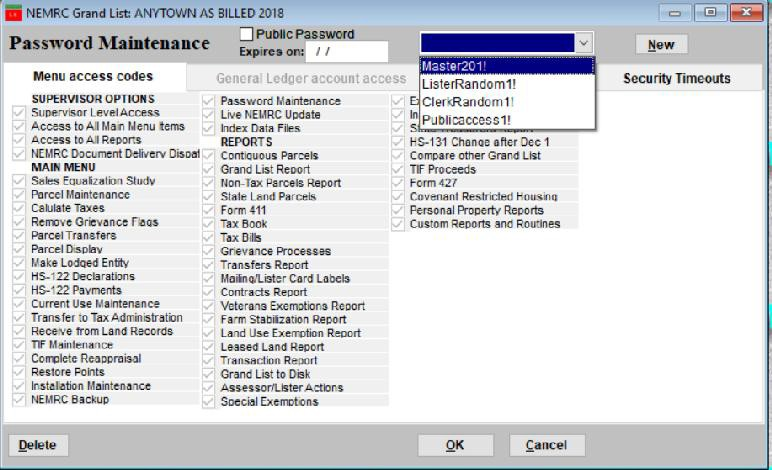 NEMRC Grand List: ANYTOWN AS BILLED 2018
Password Maintenance
Public Password
Expires on: / /
New
Master201!
ListerRandom1!
ClerkRandom1!
Publicaccess1!
Menu access codes
General Ledger account access
Security Timeouts
SUPERVISOR OPTIONS
Supervisor Level Access
Access to All Main Menu Items
Access to All Reports
NEMRC Document Delivery Dispat
MAIN MENU
Sales Equalization Study
Parcel Maintenance
Calulate Taxes
Remove Grievance Flags
Parcel Transfers
Parcel Display
Make Lodged Entity
HS-122 Declarations
HS-122 Payments
Current Use Maintenance
Transfer to Tax Administration
Receive from Land Records
TIF Maintenance
Complete Reappraisal
Restore Points
Installation Maintenance
NEMRC Backup
Password Maintenance
Live NEMRC Update
Index Data Files
REPORTS
Contiguous Parcels
Grand List Report
Non-Tax Parcels Report
State Land Parcels
Form 411
Tax Book
Tax Bills
Grievance Processes
Transfers Report
Mailing/Lister Card Labels
Contracts Report
Veterans Exemptions Report
Farm Stabilization Report
Land Use Exemption Report
Leased Land Report
Transaction Report
Grand List to Disk
Assessor/Lister Actions
Special Exemptions
HS-131 Change after Dec 1
Compare other Grand List
TIF Proceeds
Form 427
Covenant Restricted Housing
Personal Property Reports
Custom Reports and Routines
Delete
OK
Cancel